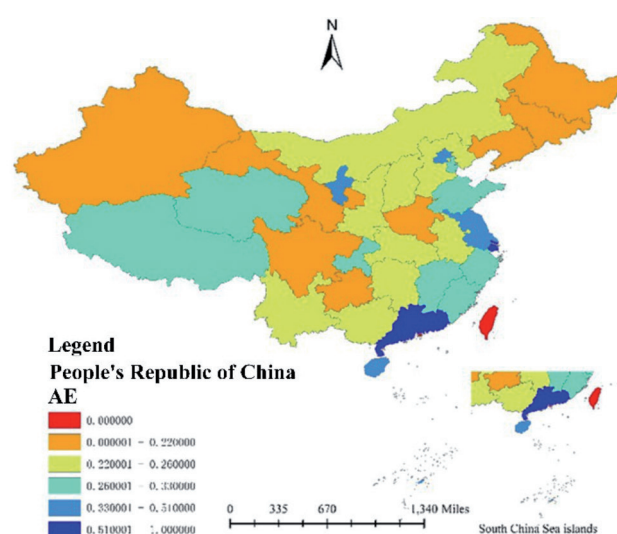 N
Legend
People's Republic of China
AE
0.000000
0.000001 - 0.220000
0.220001 - 0.260000
0.260001 - 0.330000
0.330001 - 0.510000
0.510001 - 1.000000
0 335 670 1,340 Miles
South China Sea islands